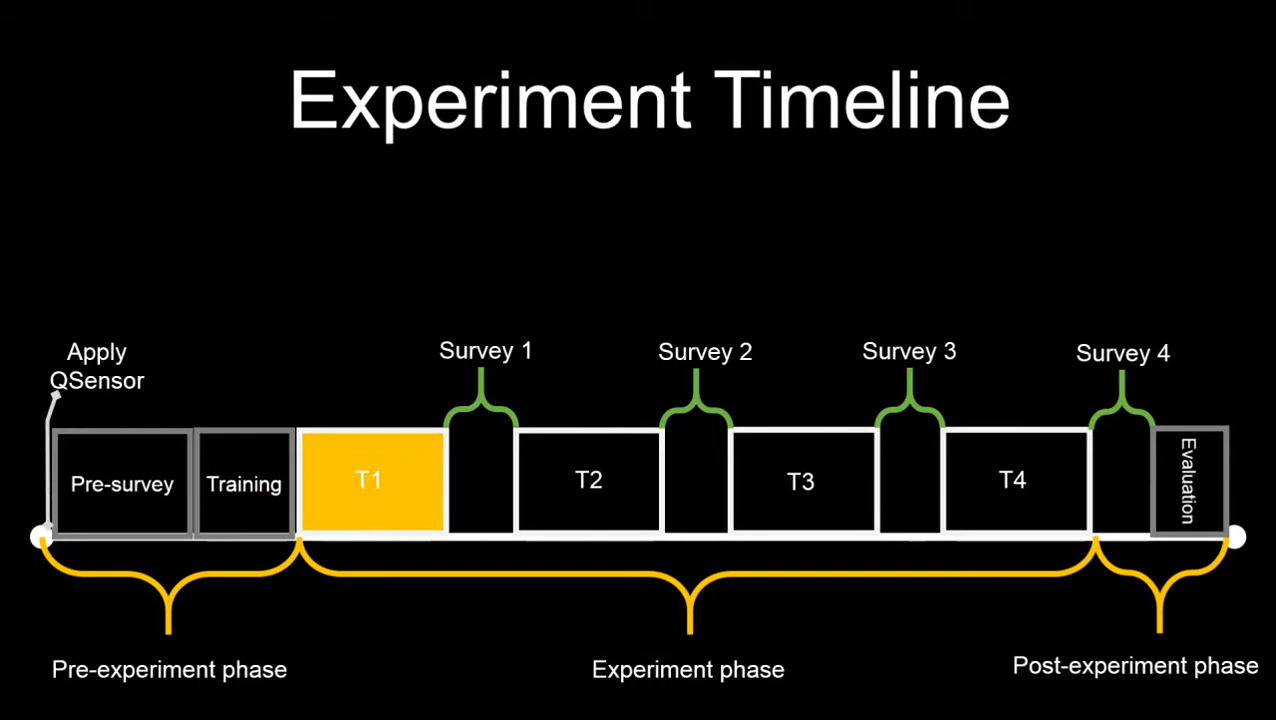 Experiment Timeline
Apply
QSensor
Survey 1
Survey 2
Survey 3
Survey 4
Pre-survey
Training
T1
T2
T3
T4
Evaluation
Pre-experiment phase
Experiment phase
Post-experiment phase